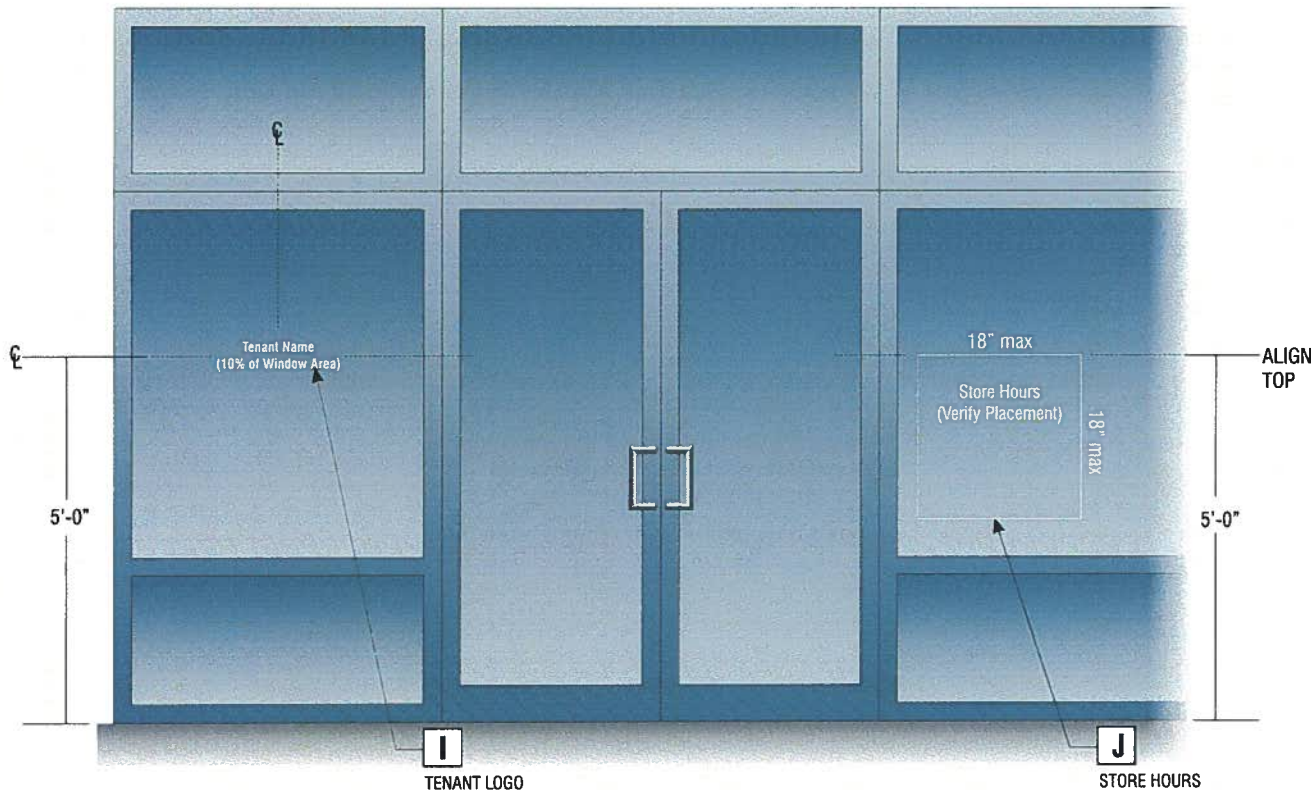 ℄
℄
Tenant Name
(10% of Window Area)
18" max
ALIGN
TOP
Store Hours
(Verify Placement)
18" max
5'-0"
5'-0"
I
TENANT LOGO
J
STORE HOURS